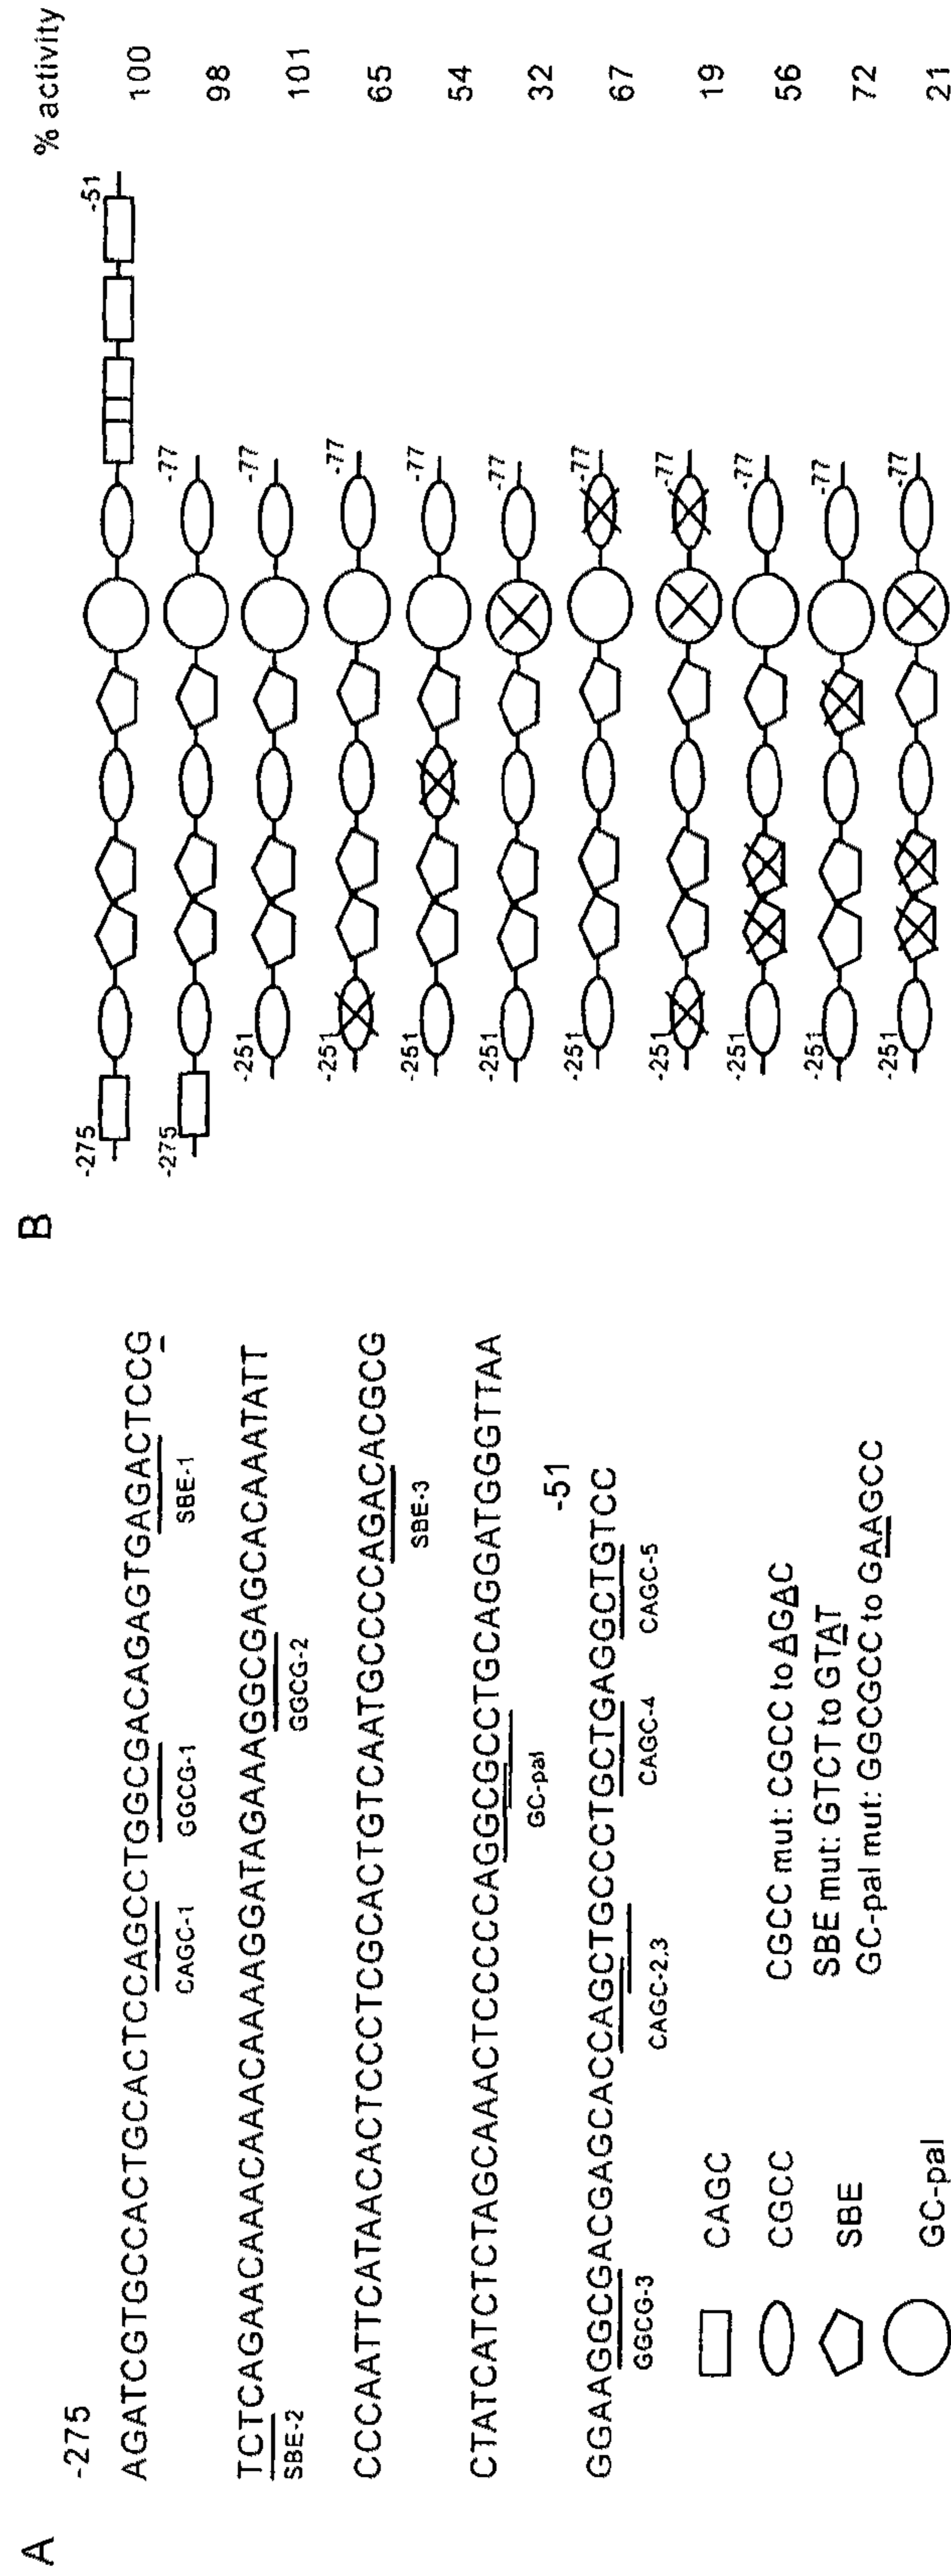 A
-275
AGATCGTGCCACTGCACTCCAGCCTGGCGACAGAGTGAGACTCCG
CAGC-1 GGCG-1 SBE-1
TCTCAGAACAAACAAACAAAAGGATAGAAAGGCGAGCACAAATATT
SBE-2 GGCG-2
CCCAATTCATAACACTCCCTCGCACTGTCAATGCCCCAGACACGCG
SBE-3
CTATCATCTCTAGCAAACTCCCCCAGGCGCCTGCAGGATGGGTTAA
GC-pal
-51
GGAAGGCGACGAGCACCAGCTGCCCTGCTGAGGCTGTCC
GGCG-3 CAGC-2.3 CAGC-4 CAGC-5
CAGC
CGCC
SBE
GC-pal
CGCC mut: CGCC to AGAC
SBE mut: GTCT to GTAT
GC-pal mut: GGCGCC to GAAGCC
B
% activity
-275 -51 100
-275 -77 98
-251 -77 101
-251 -77 65
-251 -77 54
-251 -77 32
-251 -77 67
-251 -77 19
-251 -77 56
-251 -77 72
-251 -77 21